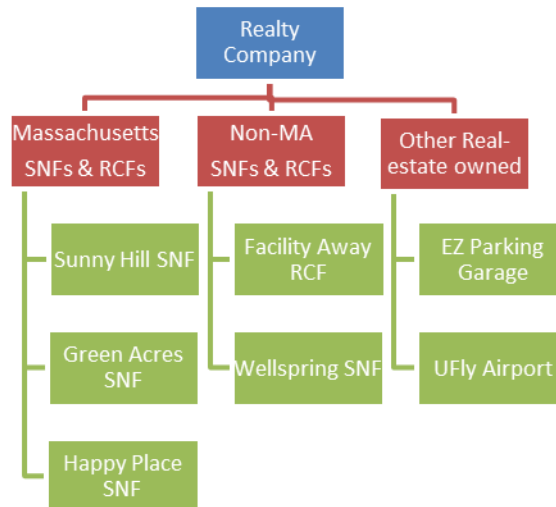 Realty
Company
Massachusetts
SNFs & RCFs
Non-MA
SNFs & RCFs
Other Real-
estate owned
Sunny Hill SNF
Green Acres
SNF
Happy Place
SNF
Facility Away
RCF
Wellspring SNF
EZ Parking
Garage
UFly Airport